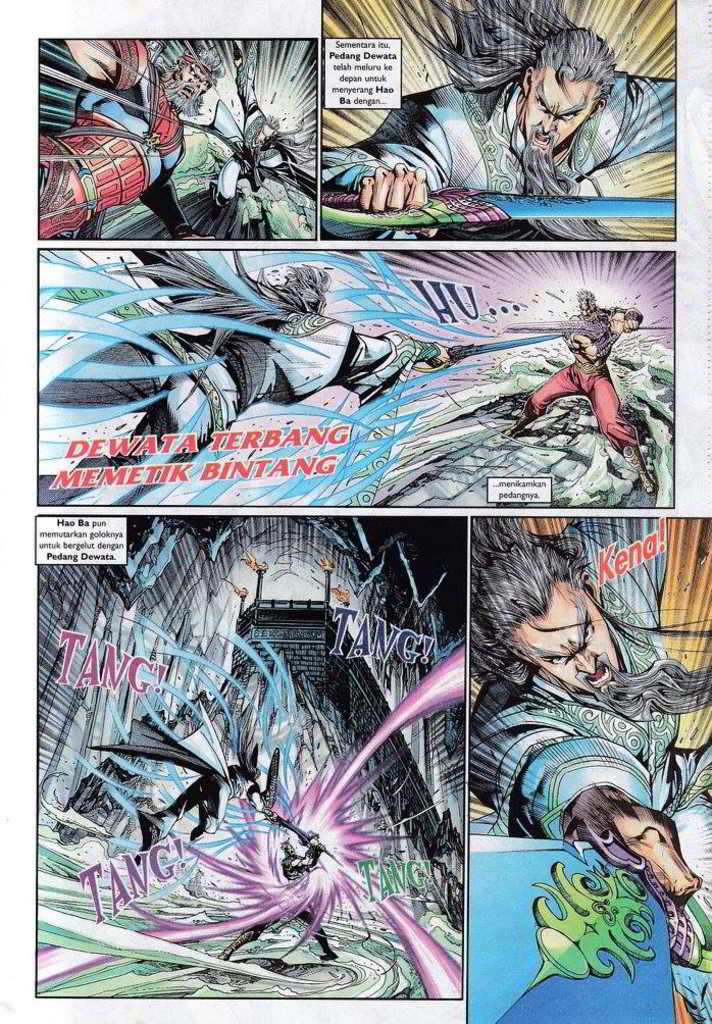 Sementara itu,
Pedang Dewata
telah meluru ke
depan untuk
menyerang Hao
Ba dengan...
HU...
DEWATA TERBANG
MEMETIK BINTANG
...menikamkan
pedangnya.
Hao Ba pun
memutarkan goloknya
untuk bergelut dengan
Pedang Dewata.
TANG!
TANG!
TANG!
TANG!
Kena!